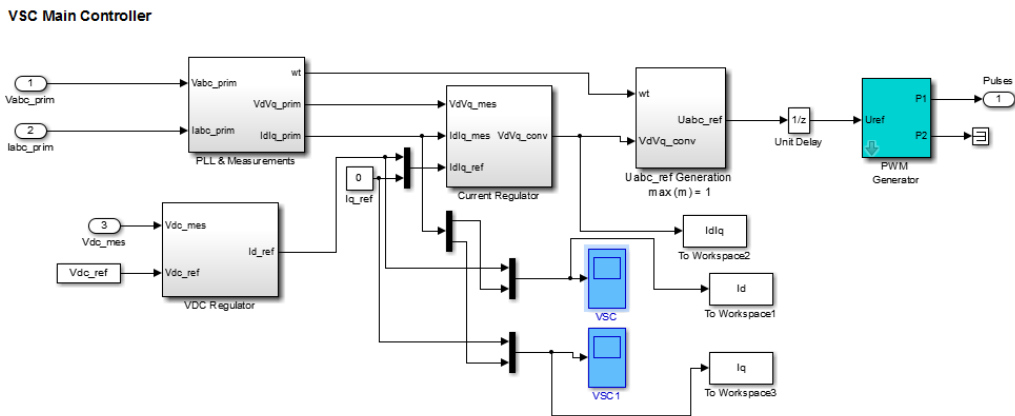 VSC Main Controller
1
Vabc_prim
2
Iabc_prim
Vabc_prim
Iabc_prim
wt
VdVq_prim
IdIq_prim
PLL & Measurements
VdVq_mes
IdIq_mes
IdIq_ref
VdVq_conv
Current Regulator
wt
VdVq_conv
Uabc_ref
Uabc_ref Generation
max (m) = 1
1/z
Unit Delay
Uref
P1
P2
PWM
Generator
Pulses
1
0
Iq_ref
3
Vdc_mes
Vdc_ref
Vdc_mes
Vdc_ref
Id_ref
VDC Regulator
IdIq
To Workspace2
VSC
Id
To Workspace1
VSC1
Iq
To Workspace3